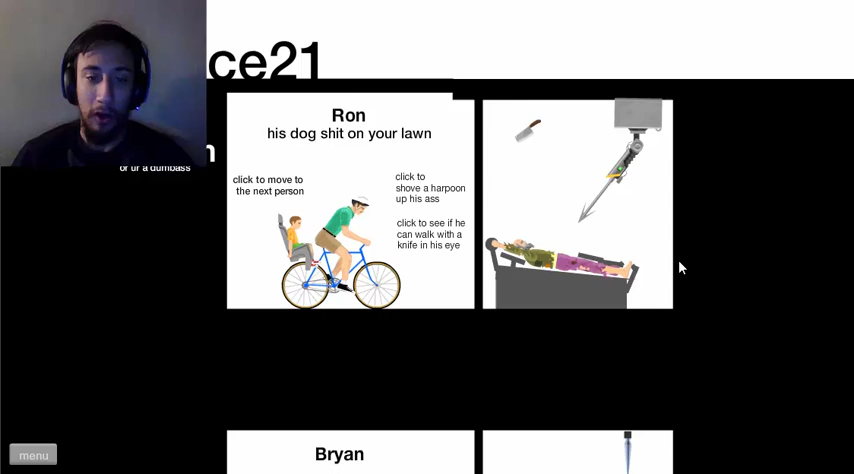 ce21
Ron
his dog shit on your lawn
or ur a dumbass
click to move to
the next person
click to
shove a harpoon
up his ass
click to see if he
can walk with a
knife in his eye
Bryan
menu